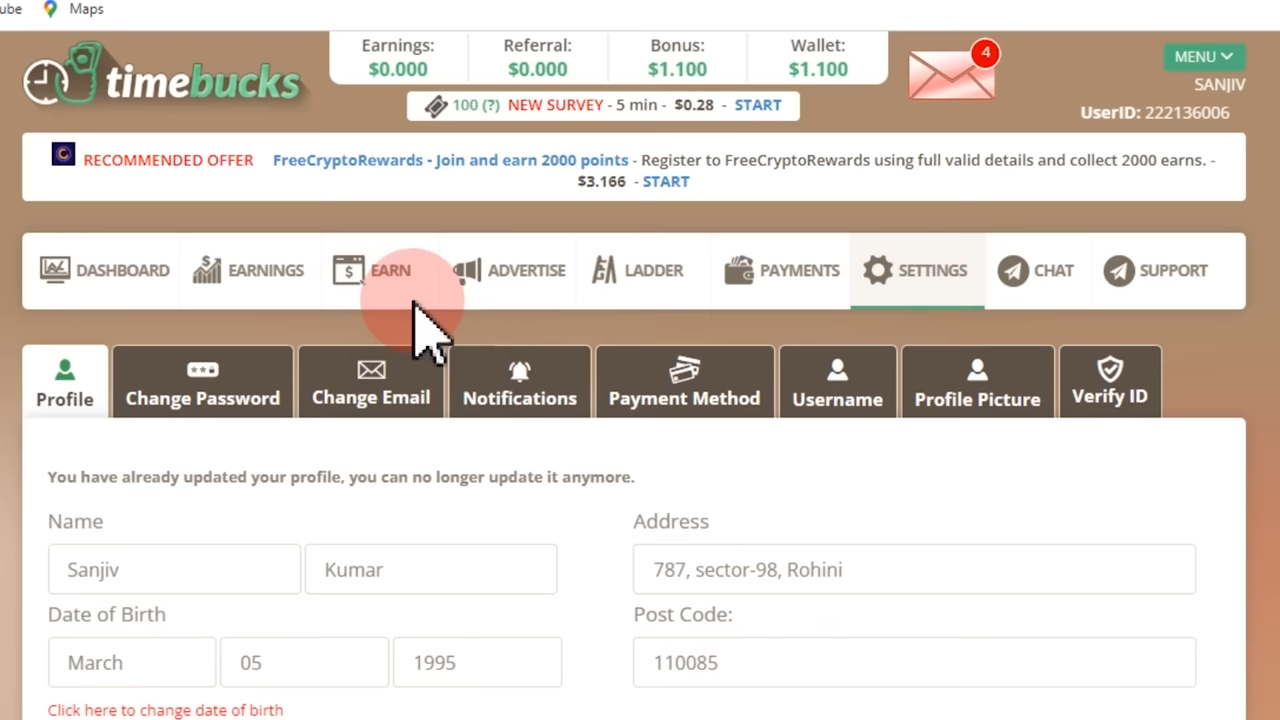 ube Maps
Earnings: Referral: Bonus: Wallet:
$0.000 $0.000 $1.100 $1.100
4
MENU
SANJIV
UserID: 222136006
timebucks
100 (?) NEW SURVEY - 5 min - $0.28 - START
RECOMMENDED OFFER FreeCryptoRewards - Join and earn 2000 points - Register to FreeCryptoRewards using full valid details and collect 2000 earns. -
$3.166 - START
DASHBOARD EARNINGS EARN ADVERTISE LADDER PAYMENTS SETTINGS CHAT SUPPORT
Profile Change Password Change Email Notifications Payment Method Username Profile Picture Verify ID
You have already updated your profile, you can no longer update it anymore.
Name Address
Sanjiv Kumar 787, sector-98, Rohini
Date of Birth Post Code:
March 05 1995 110085
Click here to change date of birth